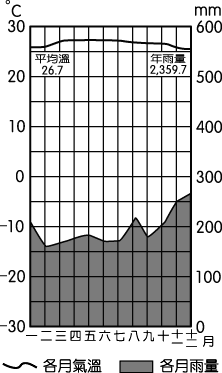 °C mm
30 600
平均溫 年雨量
26.7 2,359.7
20 500
10 400
0 300
-10 200
-20 100
-30 0
一二三四五六七八九十十十月
一二
各月氣溫 各月雨量